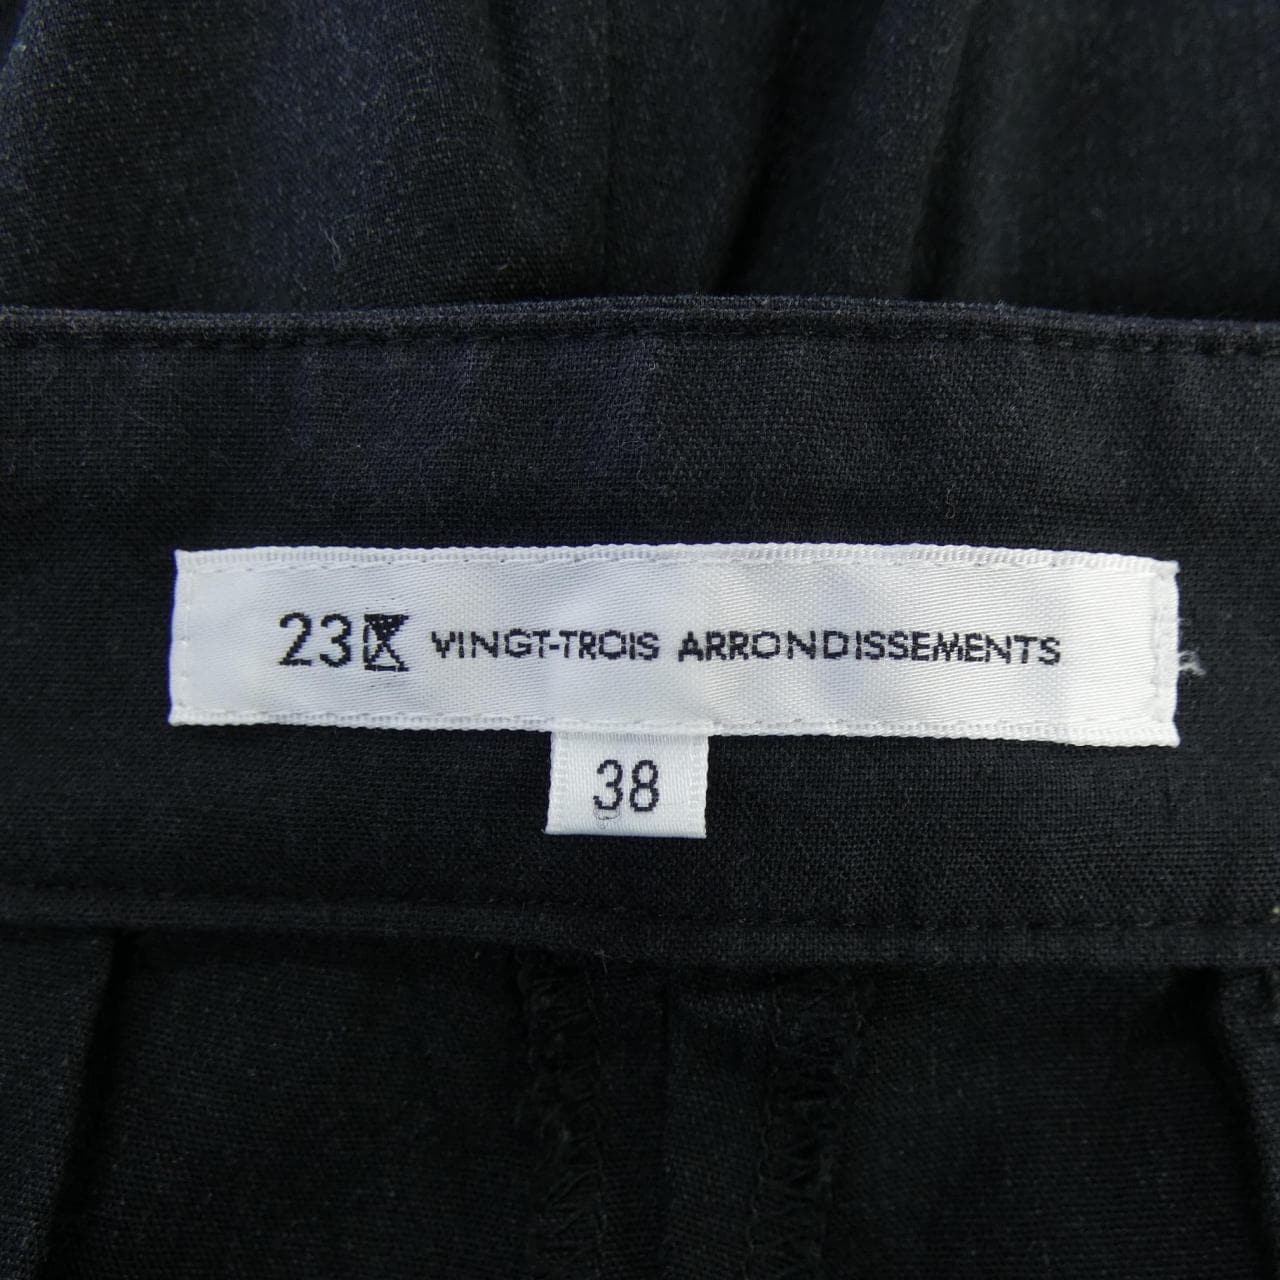 23区 VINGT-TROIS ARRONDISSEMENTS
38